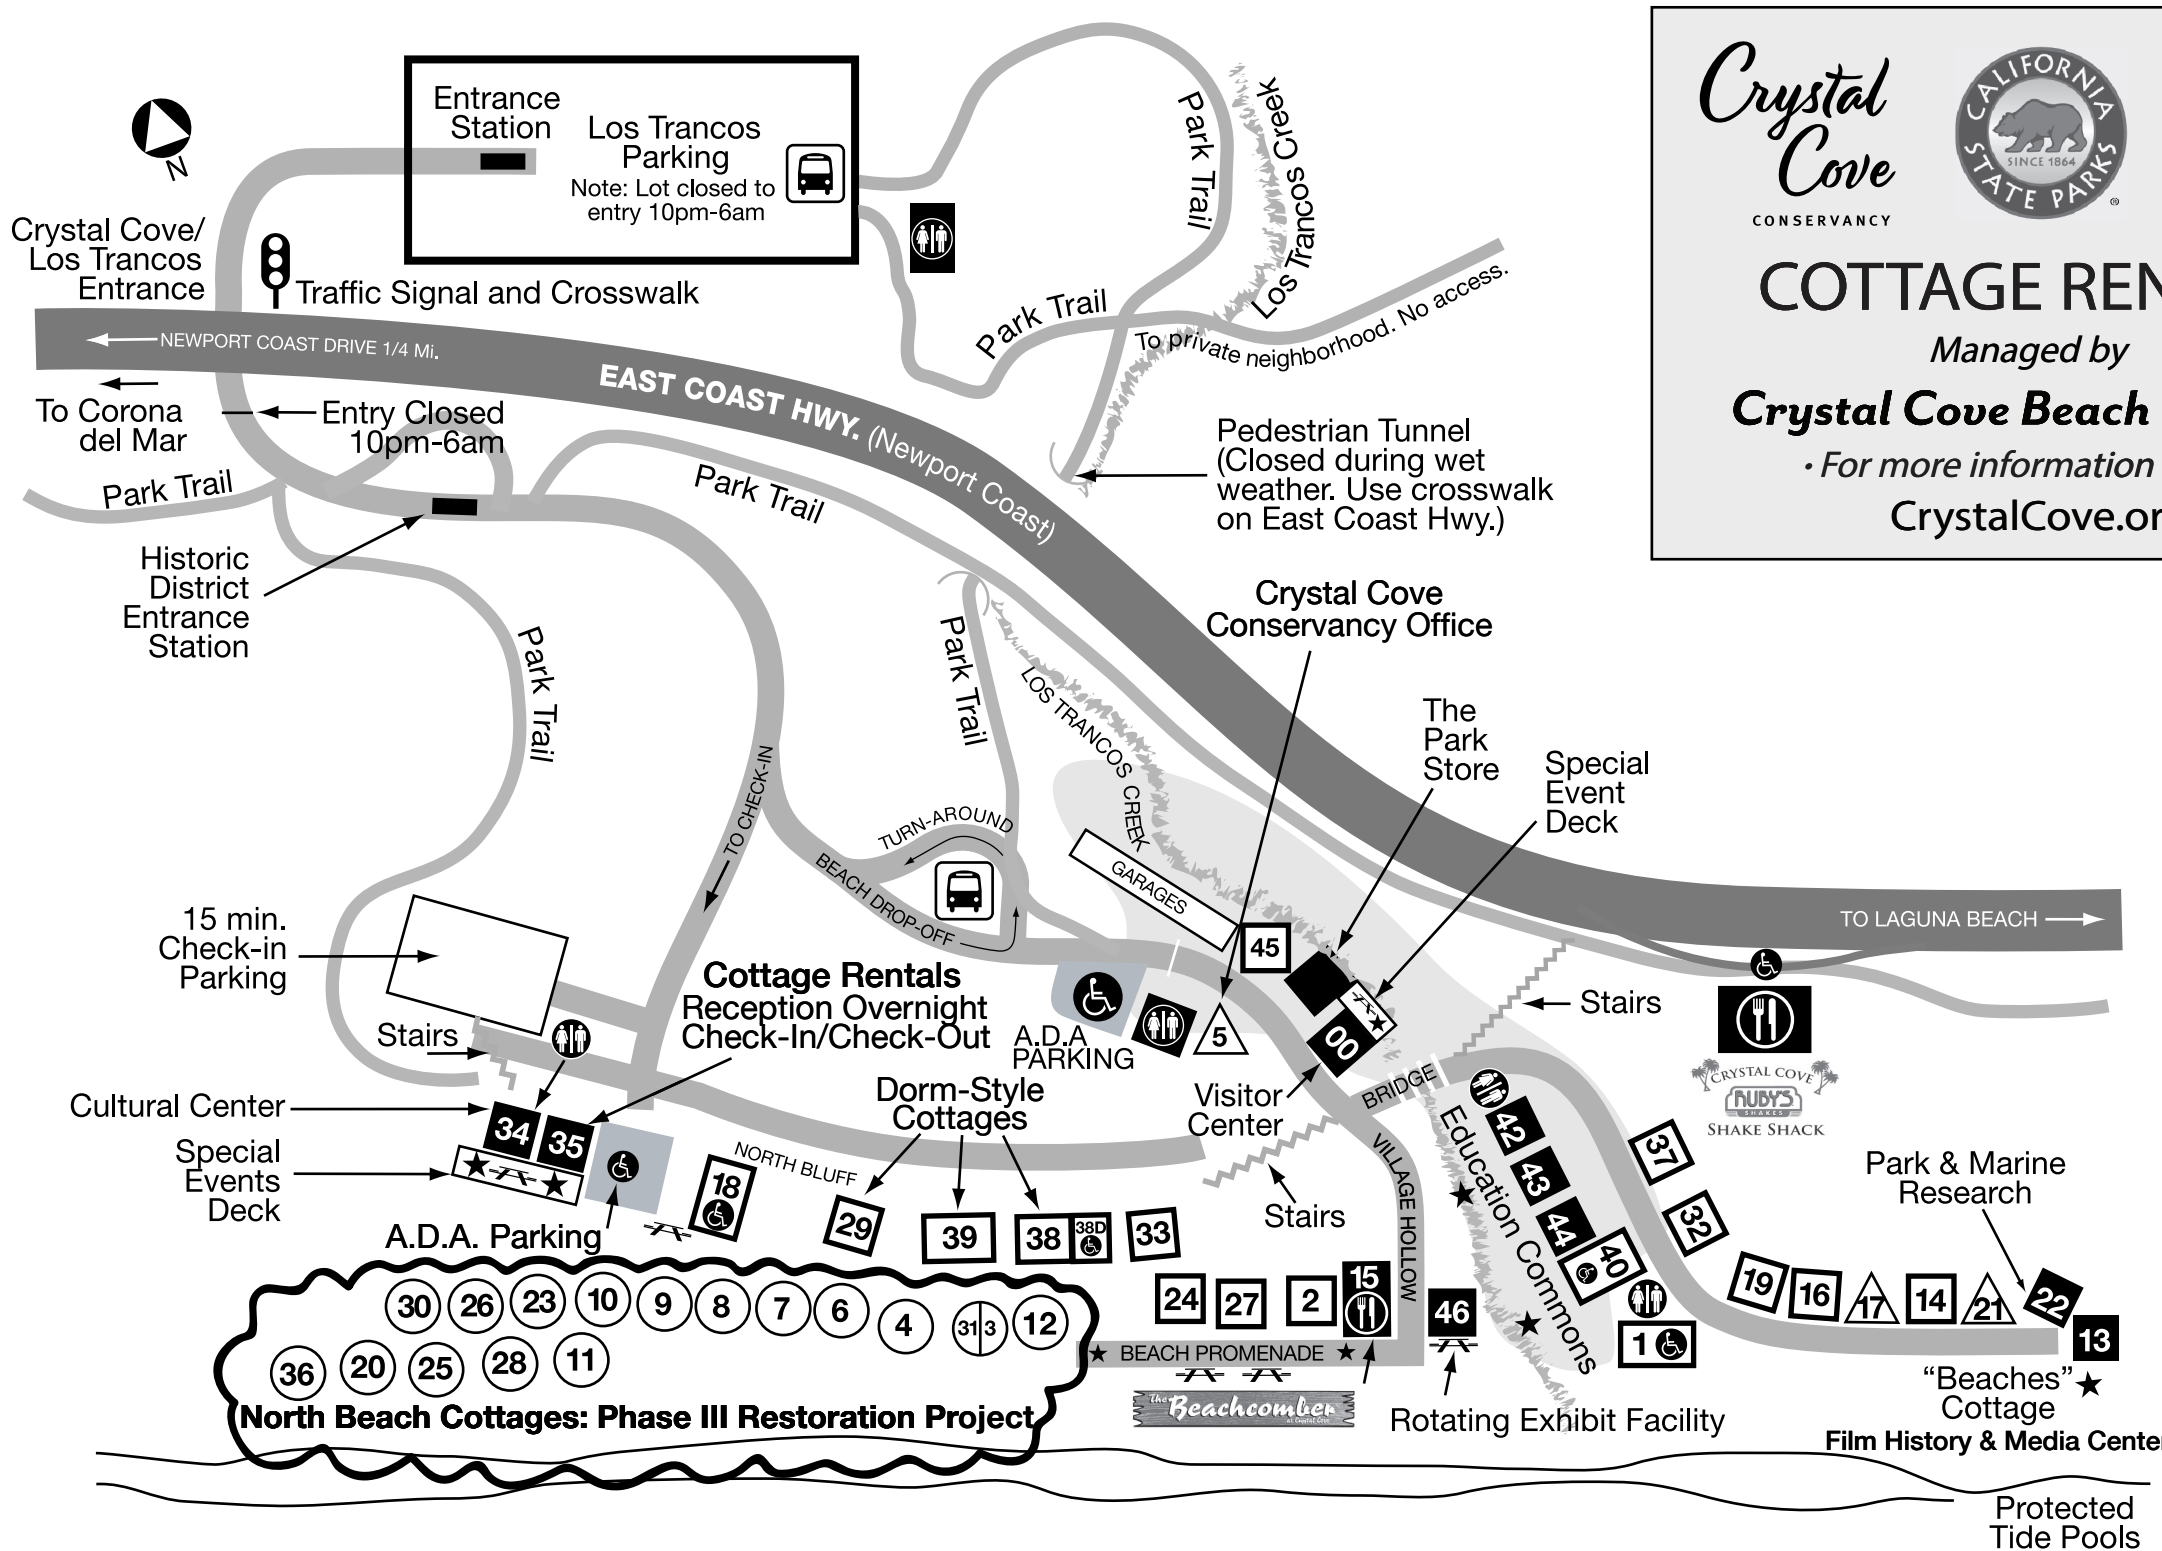 Entrance
Station
Los Trancos
Parking
Note: Lot closed to
entry 10pm-6am
N
Crystal Cove/
Los Trancos
Entrance
Traffic Signal and Crosswalk
Park Trail
Los Trancos Creek
Park Trail
To private neighborhood. No access.
Crystal
Cove
CONSERVANCY
CALIFORNIA
STATE PARKS
SINCE 1864
®
COTTAGE REN
Managed by
Crystal Cove Beach
• For more information
CrystalCove.or
NEWPORT COAST DRIVE 1/4 Mi.
EAST COAST HWY. (Newport Coast)
To Corona
del Mar
Entry Closed
10pm-6am
Park Trail
Park Trail
Pedestrian Tunnel
(Closed during wet
weather. Use crosswalk
on East Coast Hwy.)
Historic
District
Entrance
Station
Park Trail
Park Trail
LOS TRANCOS CREEK
Crystal Cove
Conservancy Office
The
Park
Store
Special
Event
Deck
TO CHECK-IN
TURN-AROUND
BEACH DROP-OFF
GARAGES
TO LAGUNA BEACH
15 min.
Check-in
Parking
Cottage Rentals
Reception Overnight
Check-In/Check-Out
45
Stairs
Stairs
A.D.A
PARKING
5
00
CRYSTAL COVE
RUBY'S
SHAKES
SHAKE SHACK
Cultural Center
34
35
Dorm-Style
Cottages
Visitor
Center
BRIDGE
Education Commons
42
43
44
40
37
32
Special
Events
Deck
NORTH BLUFF
18
29
39
38
38D
33
Stairs
VILLAGE HOLLOW
Park & Marine
Research
A.D.A. Parking
24
27
2
15
46
1
19
16
17
14
21
22
13
30
26
23
10
9
8
7
6
4
31
3
12
36
20
25
28
11
BEACH PROMENADE
The Beachcomber
at Crystal Cove
North Beach Cottages: Phase III Restoration Project
Rotating Exhibit Facility
“Beaches”
Cottage
Film History & Media Center
Protected
Tide Pools